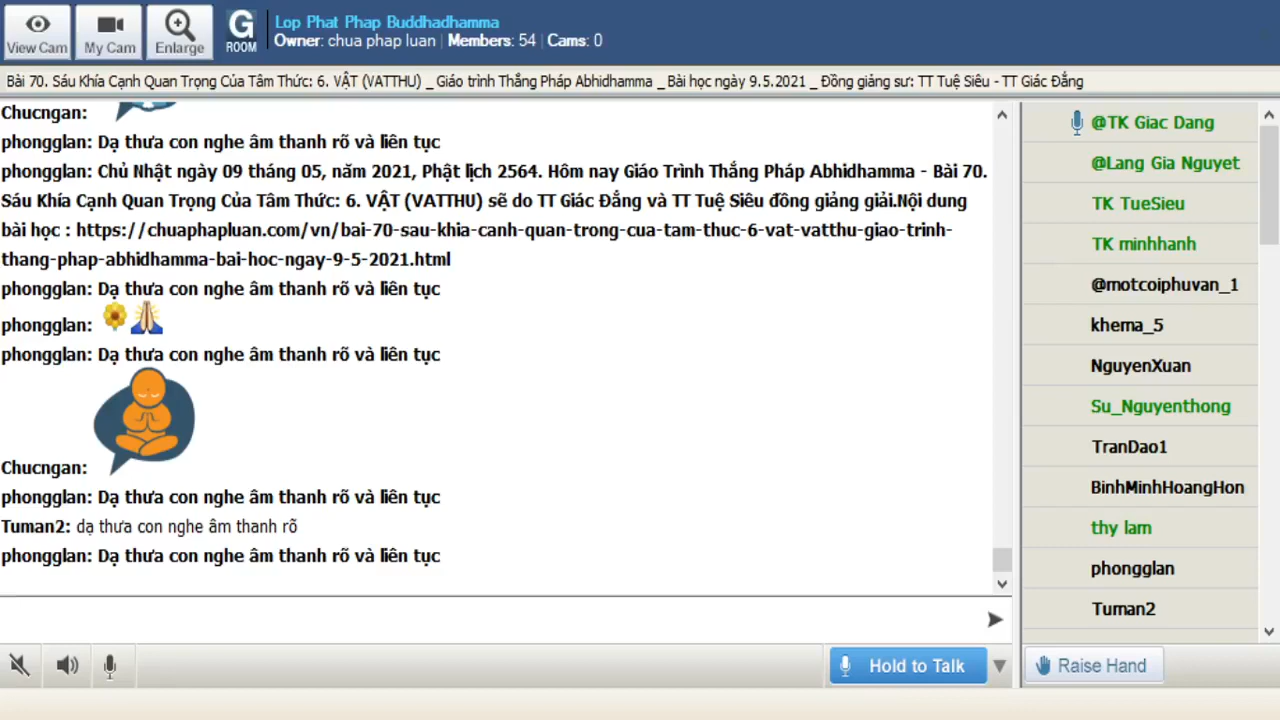 View Cam
My Cam
Enlarge
G
ROOM
Lop Phat Phap Buddhadhamma
Owner: chua phap luan | Members: 54 | Cams: 0
Bài 70. Sáu Khía Cạnh Quan Trọng Của Tâm Thức: 6. VẬT (VATTHU) _ Giáo trình Thắng Pháp Abhidhamma _ Bài học ngày 9.5.2021 _ Đồng giảng sư: TT Tuệ Siêu - TT Giác Đẳng
Chucngan:
phongglan: Dạ thưa con nghe âm thanh rõ và liên tục
phongglan: Chủ Nhật ngày 09 tháng 05, năm 2021, Phật lịch 2564. Hôm nay Giáo Trình Thắng Pháp Abhidhamma - Bài 70.
Sáu Khía Cạnh Quan Trọng Của Tâm Thức: 6. VẬT (VATTHU) sẽ do TT Giác Đẳng và TT Tuệ Siêu đồng giảng giải.Nội dung
bài học : https://chuaphapluan.com/vn/bai-70-sau-khia-canh-quan-trong-cua-tam-thuc-6-vat-vatthu-giao-trinh-
thang-phap-abhidhamma-bai-hoc-ngay-9-5-2021.html
phongglan: Dạ thưa con nghe âm thanh rõ và liên tục
phongglan:
phongglan: Dạ thưa con nghe âm thanh rõ và liên tục
Chucngan:
phongglan: Dạ thưa con nghe âm thanh rõ và liên tục
Tuman2: dạ thưa con nghe âm thanh rõ
phongglan: Dạ thưa con nghe âm thanh rõ và liên tục
@TK Giac Dang
@Lang Gia Nguyet
TK TueSieu
TK minhhanh
@motcoiphuvan_1
khema_5
NguyenXuan
Su_Nguyenthong
TranDao1
BinhMinhHoangHon
thy lam
phongglan
Tuman2
Hold to Talk
Raise Hand